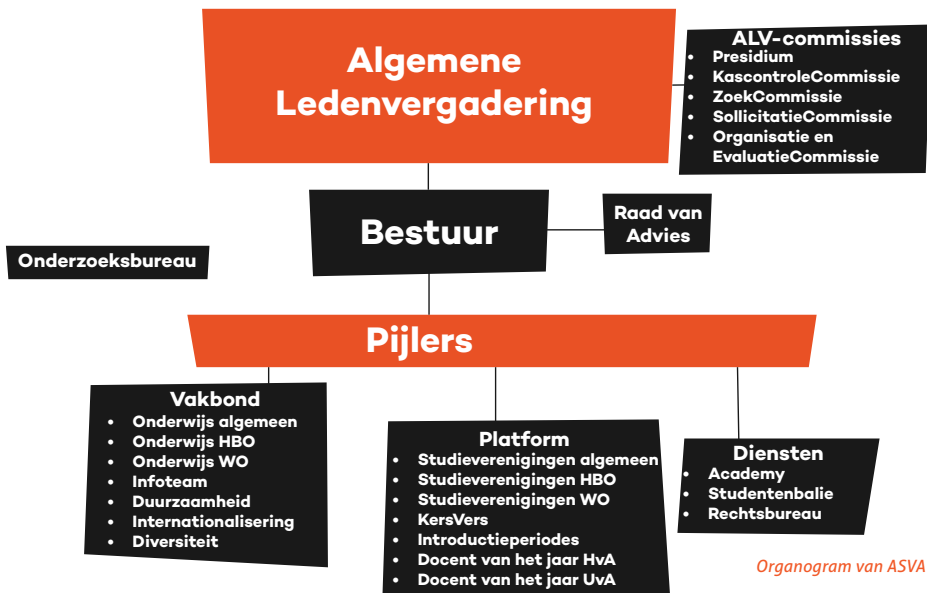 Algemene
Ledenvergadering
ALV-commissies
• Presidium
• KascontroleCommissie
• ZoekCommissie
• SollicitatieCommissie
• Organisatie en
EvaluatieCommissie
Bestuur
Raad van
Advies
Onderzoeksbureau
Pijlers
Vakbond
• Onderwijs algemeen
• Onderwijs HBO
• Onderwijs WO
• Infoteam
• Duurzaamheid
• Internationalisering
• Diversiteit
Platform
• Studieverenigingen algemeen
• Studieverenigingen HBO
• Studieverenigingen WO
• KersVers
• Introductieperiodes
• Docent van het jaar HvA
• Docent van het jaar UvA
Diensten
• Academy
• Studentenbalie
• Rechtsbureau
Organogram van ASVA